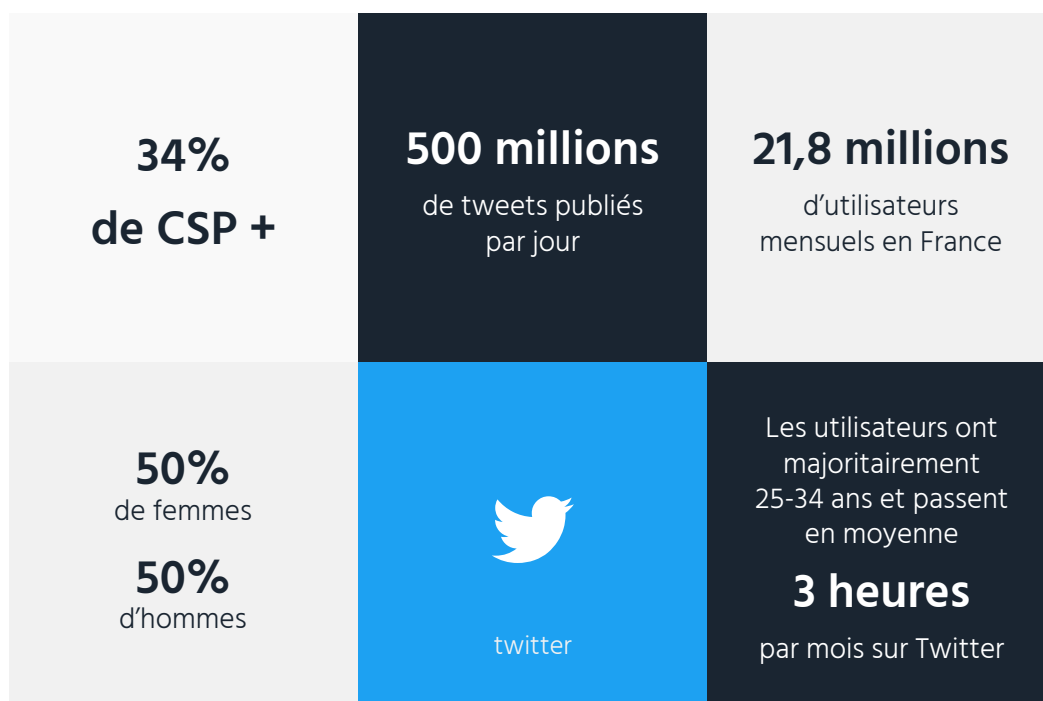 34%
de CSP +
500 millions
de tweets publiés
par jour
21,8 millions
d’utilisateurs
mensuels en France
50%
de femmes
50%
d’hommes
twitter
Les utilisateurs ont
majoritairement
25-34 ans et passent
en moyenne
3 heures
par mois sur Twitter